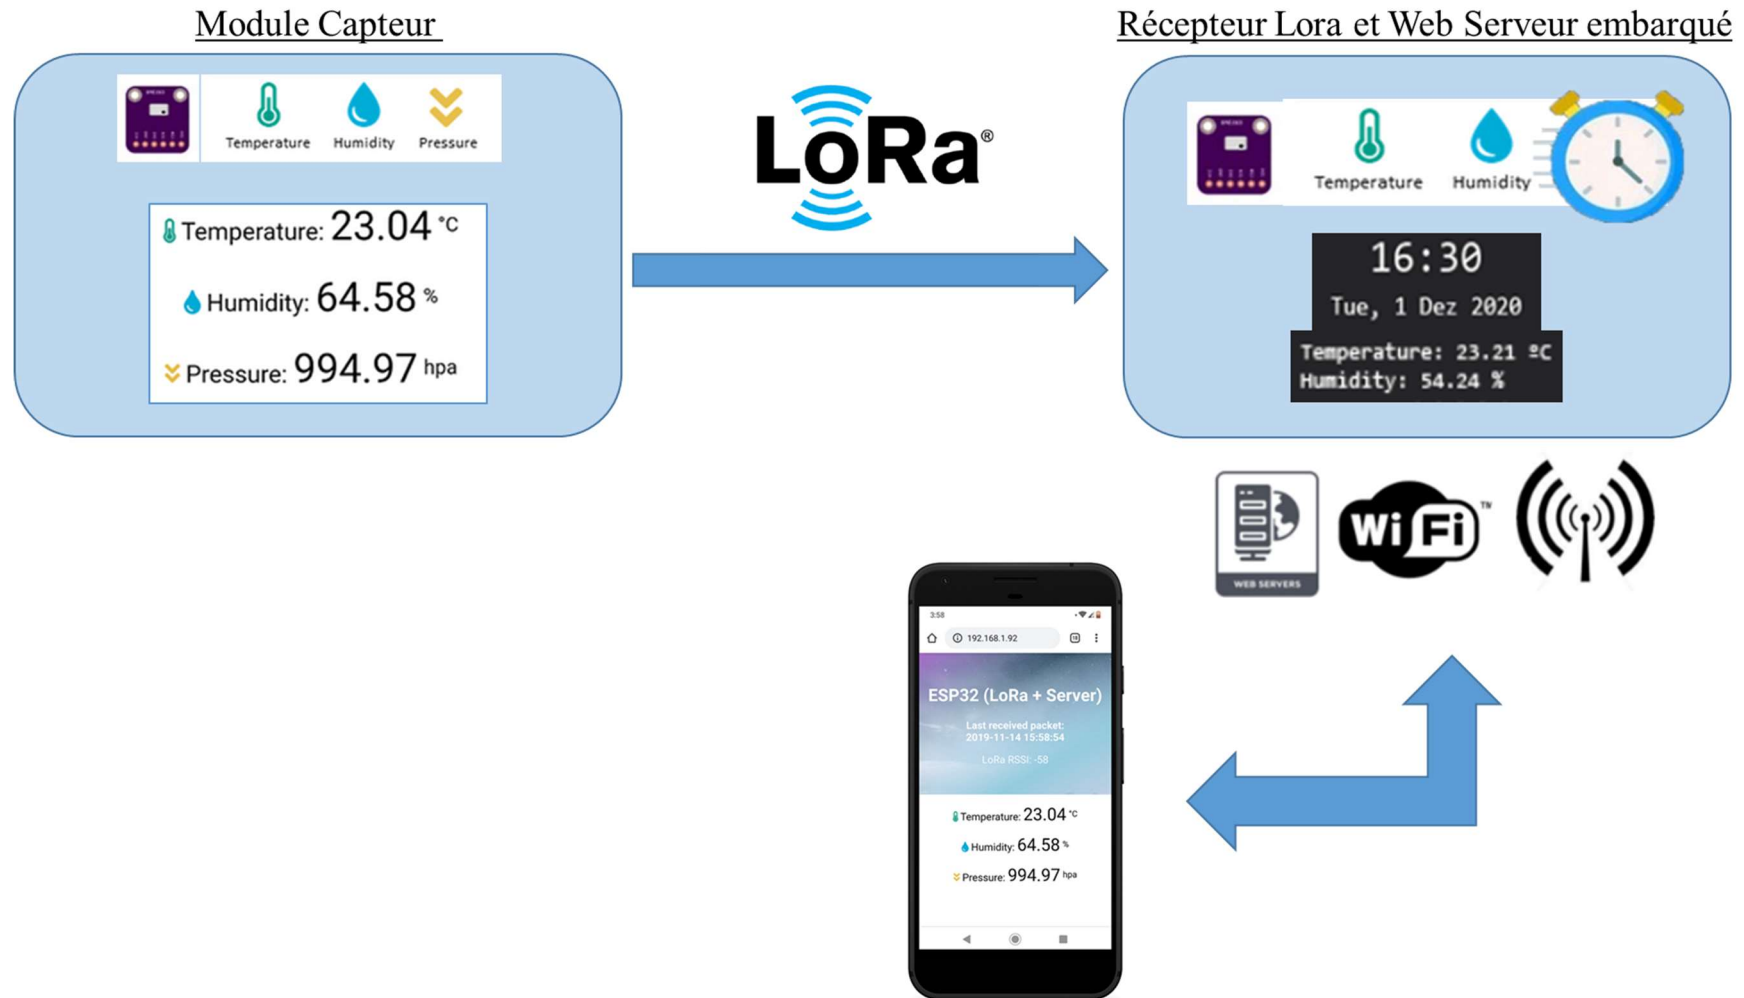 Module Capteur
Récepteur Lora et Web Serveur embarqué
Temperature Humidity Pressure
Temperature: 23.04 °C
Humidity: 64.58 %
Pressure: 994.97 hpa
LoRa®
Temperature Humidity
16:30
Tue, 1 Dez 2020
Temperature: 23.21 ºC
Humidity: 54.24 %
WEB SERVERS
Wi Fi ™
3:58
192.168.1.92
ESP32 (LoRa + Server)
Last received packet:
2019-11-14 15:58:54
LoRa RSSI: -58
Temperature: 23.04 °C
Humidity: 64.58 %
Pressure: 994.97 hpa